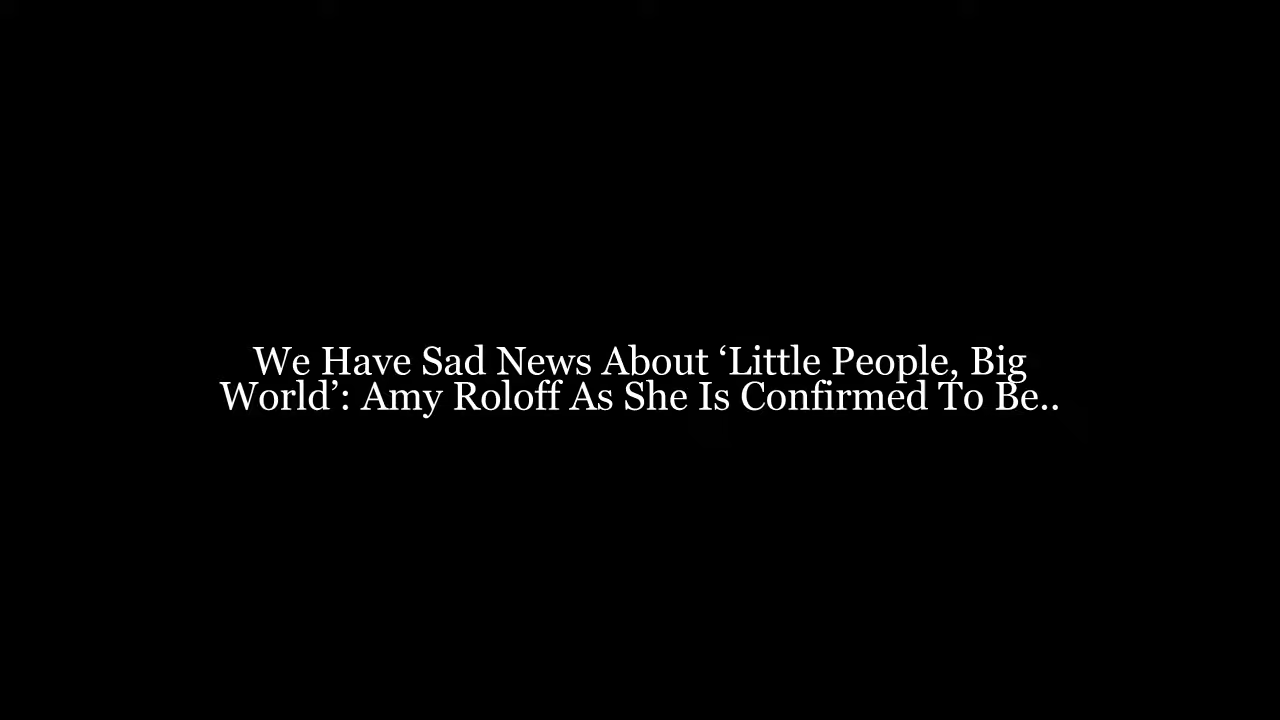 We Have Sad News About ‘Little People, Big
World’: Amy Roloff As She Is Confirmed To Be..